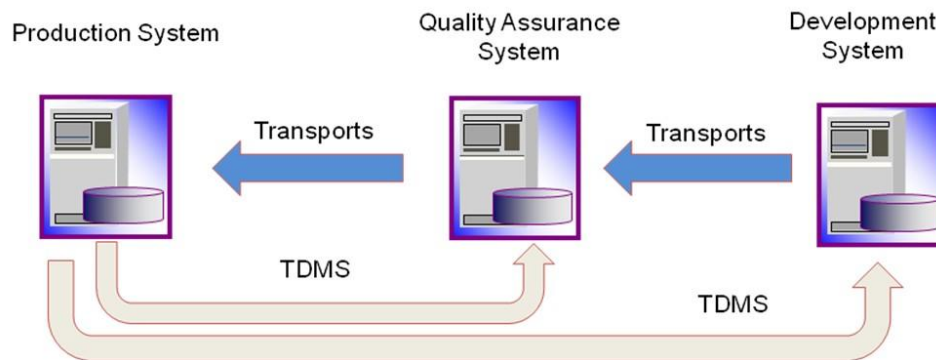 Production System
Quality Assurance
System
Development
System
Transports
Transports
TDMS
TDMS